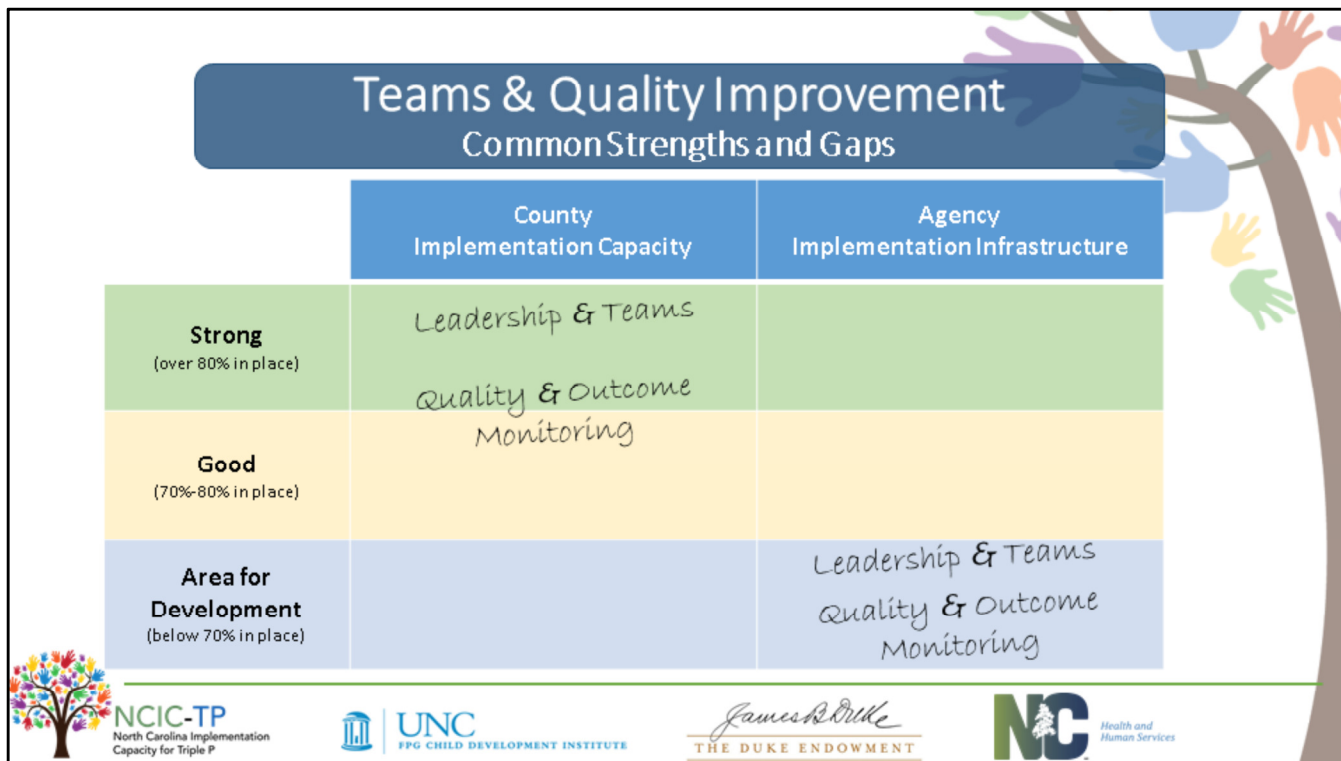 Teams & Quality Improvement
Common Strengths and Gaps
County
Implementation Capacity
Agency
Implementation Infrastructure
Strong
(over 80% in place)
Leadership & Teams
Quality & Outcome
Monitoring
Good
(70%-80% in place)
Area for
Development
(below 70% in place)
Leadership & Teams
Quality & Outcome
Monitoring
NCIC-TP
North Carolina Implementation
Capacity for Triple P
UNC
FPG CHILD DEVELOPMENT INSTITUTE
James B Duke
THE DUKE ENDOWMENT
NC
Health and
Human Services